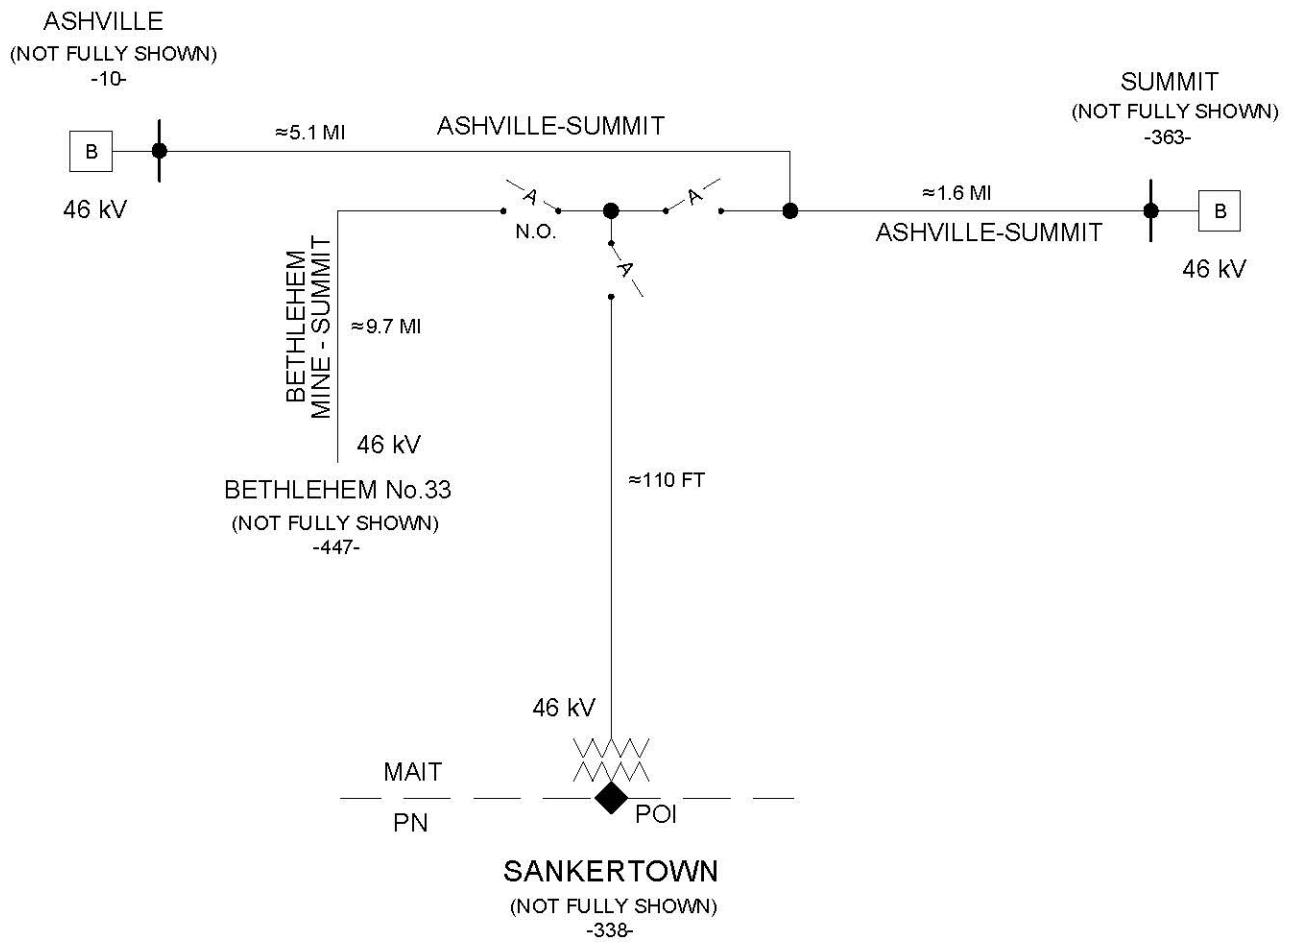 ASHVILLE
(NOT FULLY SHOWN)
-10-
B
46 kV
≈5.1 MI
ASHVILLE-SUMMIT
SUMMIT
(NOT FULLY SHOWN)
-363-
B
46 kV
≈1.6 MI
ASHVILLE-SUMMIT
A
N.O.
A
A
BETHLEHEM
MINE - SUMMIT
≈9.7 MI
46 kV
BETHLEHEM No.33
(NOT FULLY SHOWN)
-447-
≈110 FT
46 kV
MAIT
PN
POI
SANKERTOWN
(NOT FULLY SHOWN)
-338-